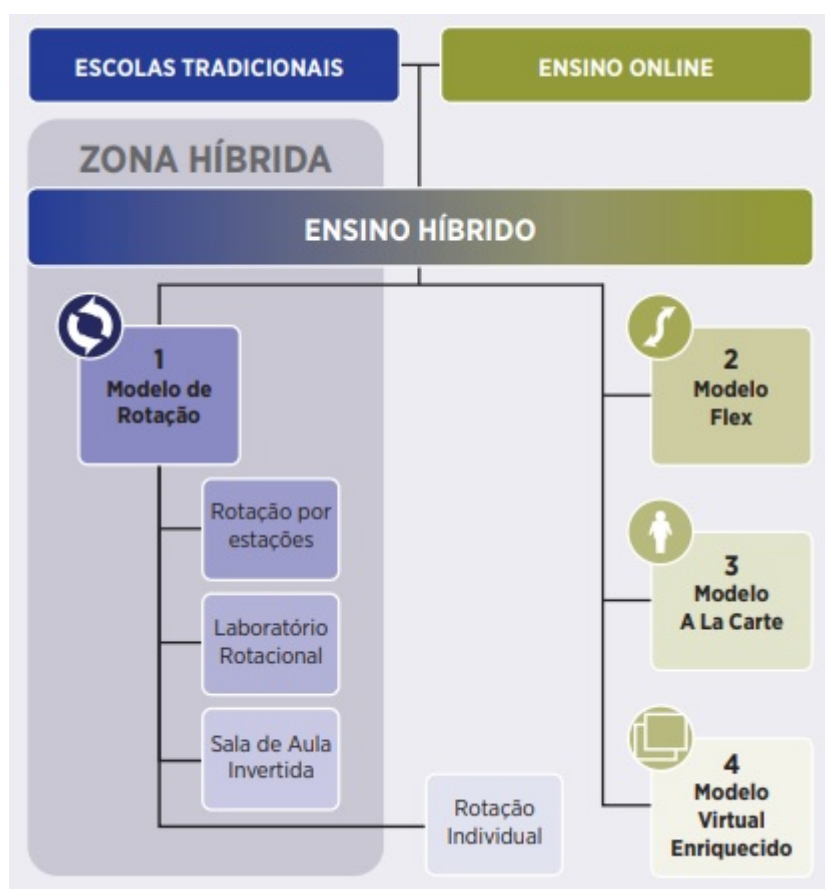 ESCOLAS TRADICIONAIS
ENSINO ONLINE
ZONA HÍBRIDA
ENSINO HÍBRIDO
1
Modelo de
Rotação
Rotação por
estações
Laboratório
Rotacional
Sala de Aula
Invertida
Rotação
Individual
2
Modelo
Flex
3
Modelo
A La Carte
4
Modelo
Virtual
Enriquecido